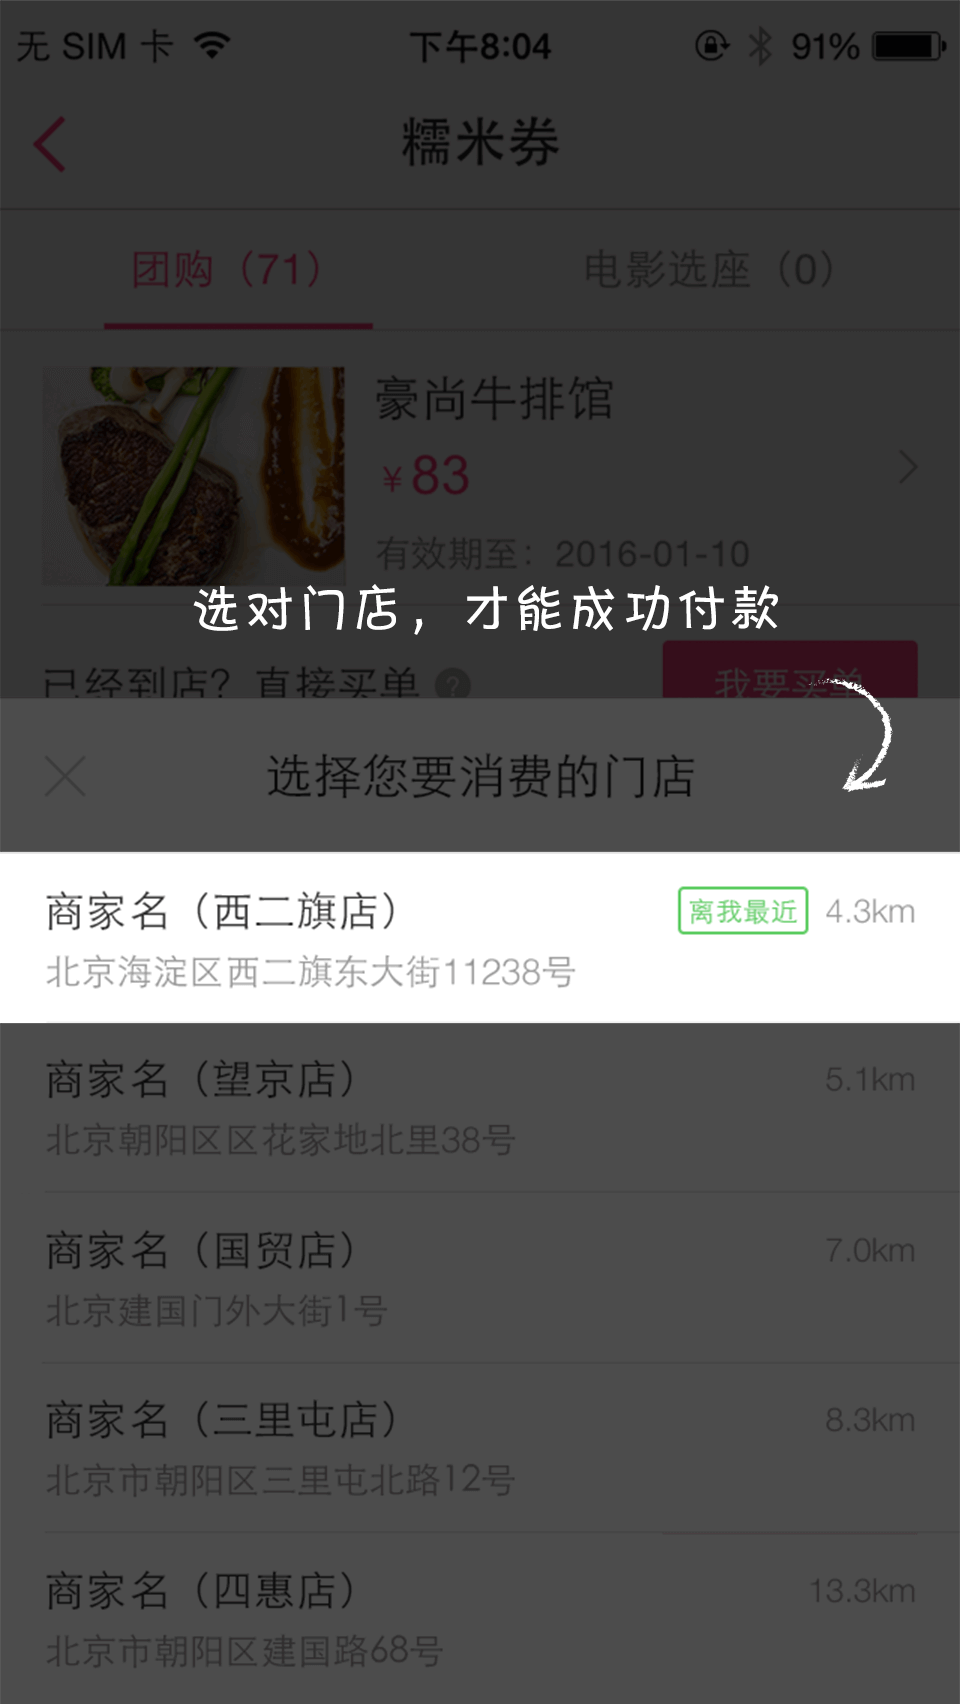 无 SIM 卡 下午8:04 91%
糯米券
团购（71） 电影选座（0）
豪尚牛排馆
¥83
有效期至：2016-01-10
选对门店，才能成功付款
已经到店？直接买单 ? 我要买单
选择您要消费的门店
商家名（西二旗店） 离我最近 4.3km
北京海淀区西二旗东大街11238号
商家名（望京店） 5.1km
北京朝阳区区花家地北里38号
商家名（国贸店） 7.0km
北京建国门外大街1号
商家名（三里屯店） 8.3km
北京市朝阳区三里屯北路12号
商家名（四惠店） 13.3km
北京市朝阳区建国路68号